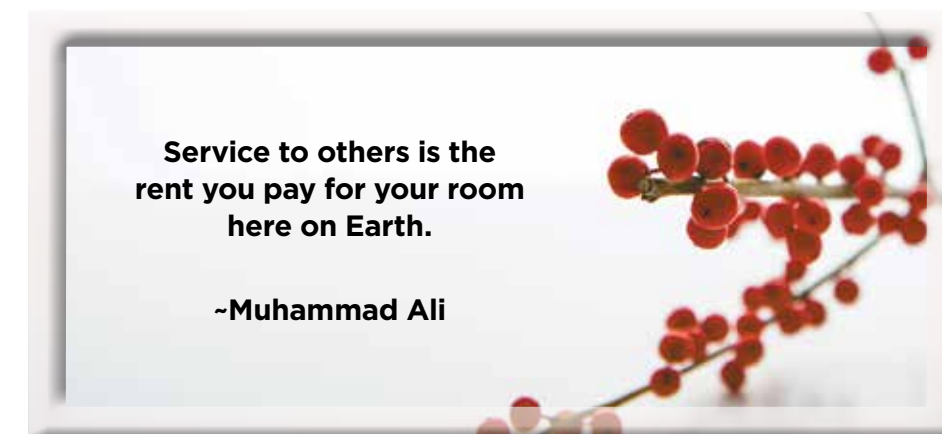 Service to others is the
rent you pay for your room
here on Earth.
~Muhammad Ali